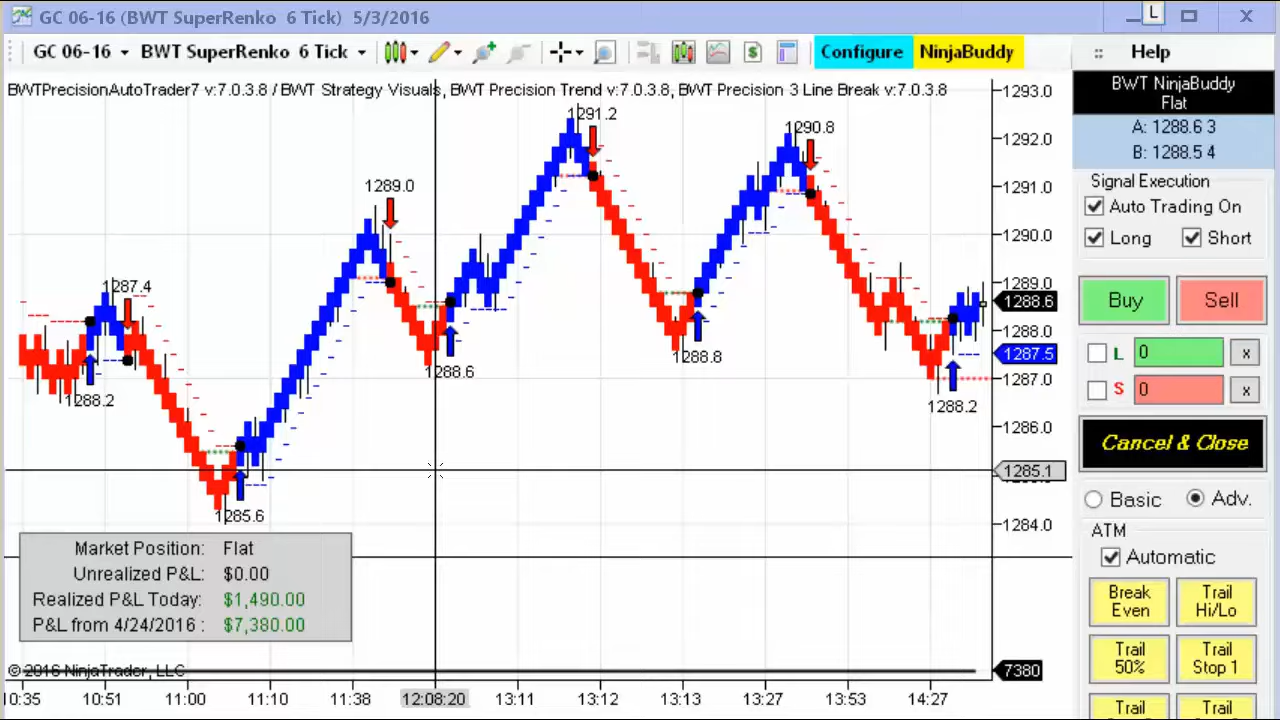 GC 06-16 (BWT SuperRenko 6 Tick) 5/3/2016
L
GC 06-16 BWT SuperRenko 6 Tick $ Configure NinjaBuddy Help
BWTPrecisionAutoTrader7 v:7.0.3.8 / BWT Strategy Visuals, BWT Precision Trend v:7.0.3.8, BWT Precision 3 Line Break v:7.0.3.8
1287.4
1288.2
1285.6
1289.0
1288.6
1291.2
1288.8
1290.8
1288.2
1293.0
1292.0
1291.0
1290.0
1289.0
1288.6
1288.0
1287.5
1287.0
1286.0
1285.1
1284.0
7380
Market Position: Flat
Unrealized P&L: $0.00
Realized P&L Today: $1,490.00
P&L from 4/24/2016 : $7,380.00
© 2016 NinjaTrader, LLC
10:35 10:51 11:00 11:10 11:38 12:08:20 13:11 13:12 13:13 13:27 13:53 14:27
BWT NinjaBuddy
Flat
A: 1288.6 3
B: 1288.5 4
Signal Execution
Auto Trading On
Long Short
Buy Sell
L 0 x
S 0 x
Cancel & Close
Basic Adv.
ATM
Automatic
Break Even
Trail Hi/Lo
Trail 50%
Trail Stop 1
Trail Trail